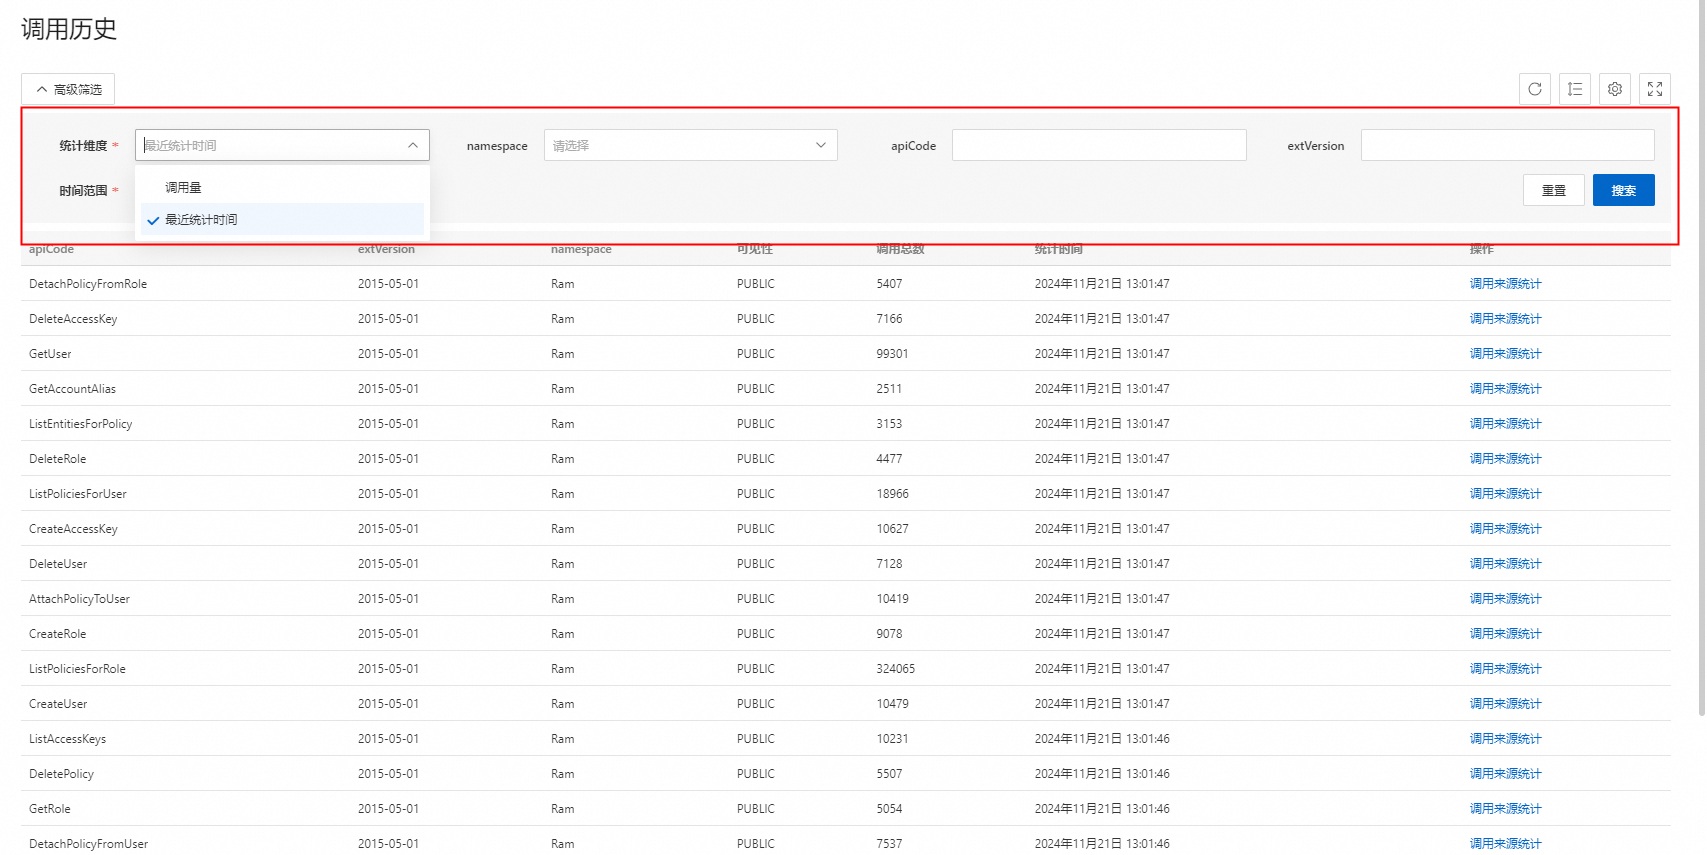 调用历史
高级筛选
统计维度 * 最近统计时间 namespace 请选择 apiCode extVersion
调用量
时间范围 * 重置 搜索
最近统计时间
apiCode extVersion namespace 可见性 调用总数 统计时间 操作
DetachPolicyFromRole 2015-05-01 Ram PUBLIC 5407 2024年11月21日 13:01:47 调用来源统计
DeleteAccessKey 2015-05-01 Ram PUBLIC 7166 2024年11月21日 13:01:47 调用来源统计
GetUser 2015-05-01 Ram PUBLIC 99301 2024年11月21日 13:01:47 调用来源统计
GetAccountAlias 2015-05-01 Ram PUBLIC 2511 2024年11月21日 13:01:47 调用来源统计
ListEntitiesForPolicy 2015-05-01 Ram PUBLIC 3153 2024年11月21日 13:01:47 调用来源统计
DeleteRole 2015-05-01 Ram PUBLIC 4477 2024年11月21日 13:01:47 调用来源统计
ListPoliciesForUser 2015-05-01 Ram PUBLIC 18966 2024年11月21日 13:01:47 调用来源统计
CreateAccessKey 2015-05-01 Ram PUBLIC 10627 2024年11月21日 13:01:47 调用来源统计
DeleteUser 2015-05-01 Ram PUBLIC 7128 2024年11月21日 13:01:47 调用来源统计
AttachPolicyToUser 2015-05-01 Ram PUBLIC 10419 2024年11月21日 13:01:47 调用来源统计
CreateRole 2015-05-01 Ram PUBLIC 9078 2024年11月21日 13:01:47 调用来源统计
ListPoliciesForRole 2015-05-01 Ram PUBLIC 324065 2024年11月21日 13:01:47 调用来源统计
CreateUser 2015-05-01 Ram PUBLIC 10479 2024年11月21日 13:01:47 调用来源统计
ListAccessKeys 2015-05-01 Ram PUBLIC 10231 2024年11月21日 13:01:46 调用来源统计
DeletePolicy 2015-05-01 Ram PUBLIC 5507 2024年11月21日 13:01:46 调用来源统计
GetRole 2015-05-01 Ram PUBLIC 5054 2024年11月21日 13:01:46 调用来源统计
DetachPolicyFromUser 2015-05-01 Ram PUBLIC 7537 2024年11月21日 13:01:46 调用来源统计